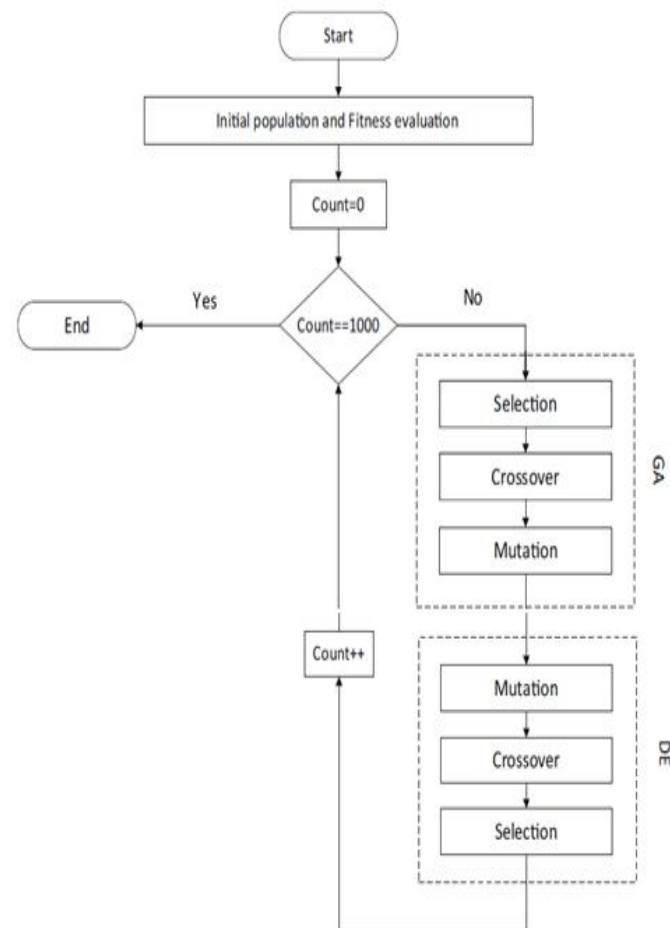 Start
Initial population and Fitness evaluation
Count=0
Yes
No
End
Count==1000
Selection
Crossover
Mutation
GA
Count++
Mutation
Crossover
Selection
DE